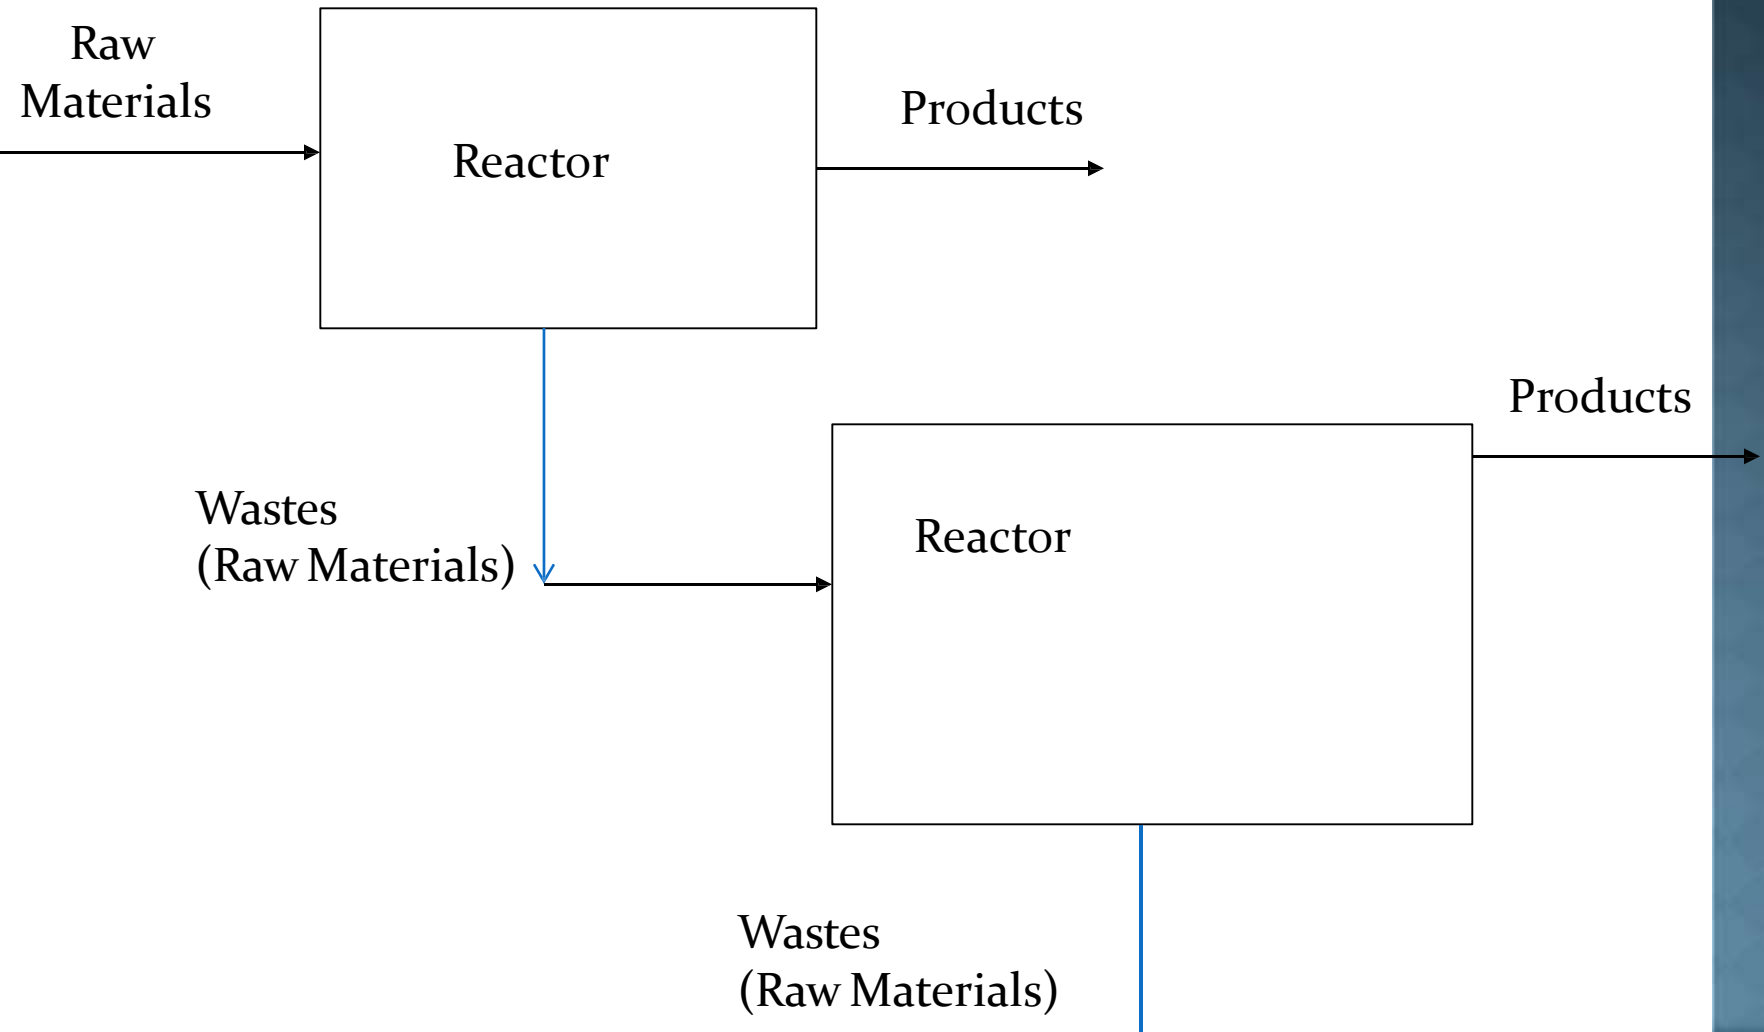 Raw
Materials
Reactor
Products
Products
Wastes
(Raw Materials)
Reactor
Wastes
(Raw Materials)